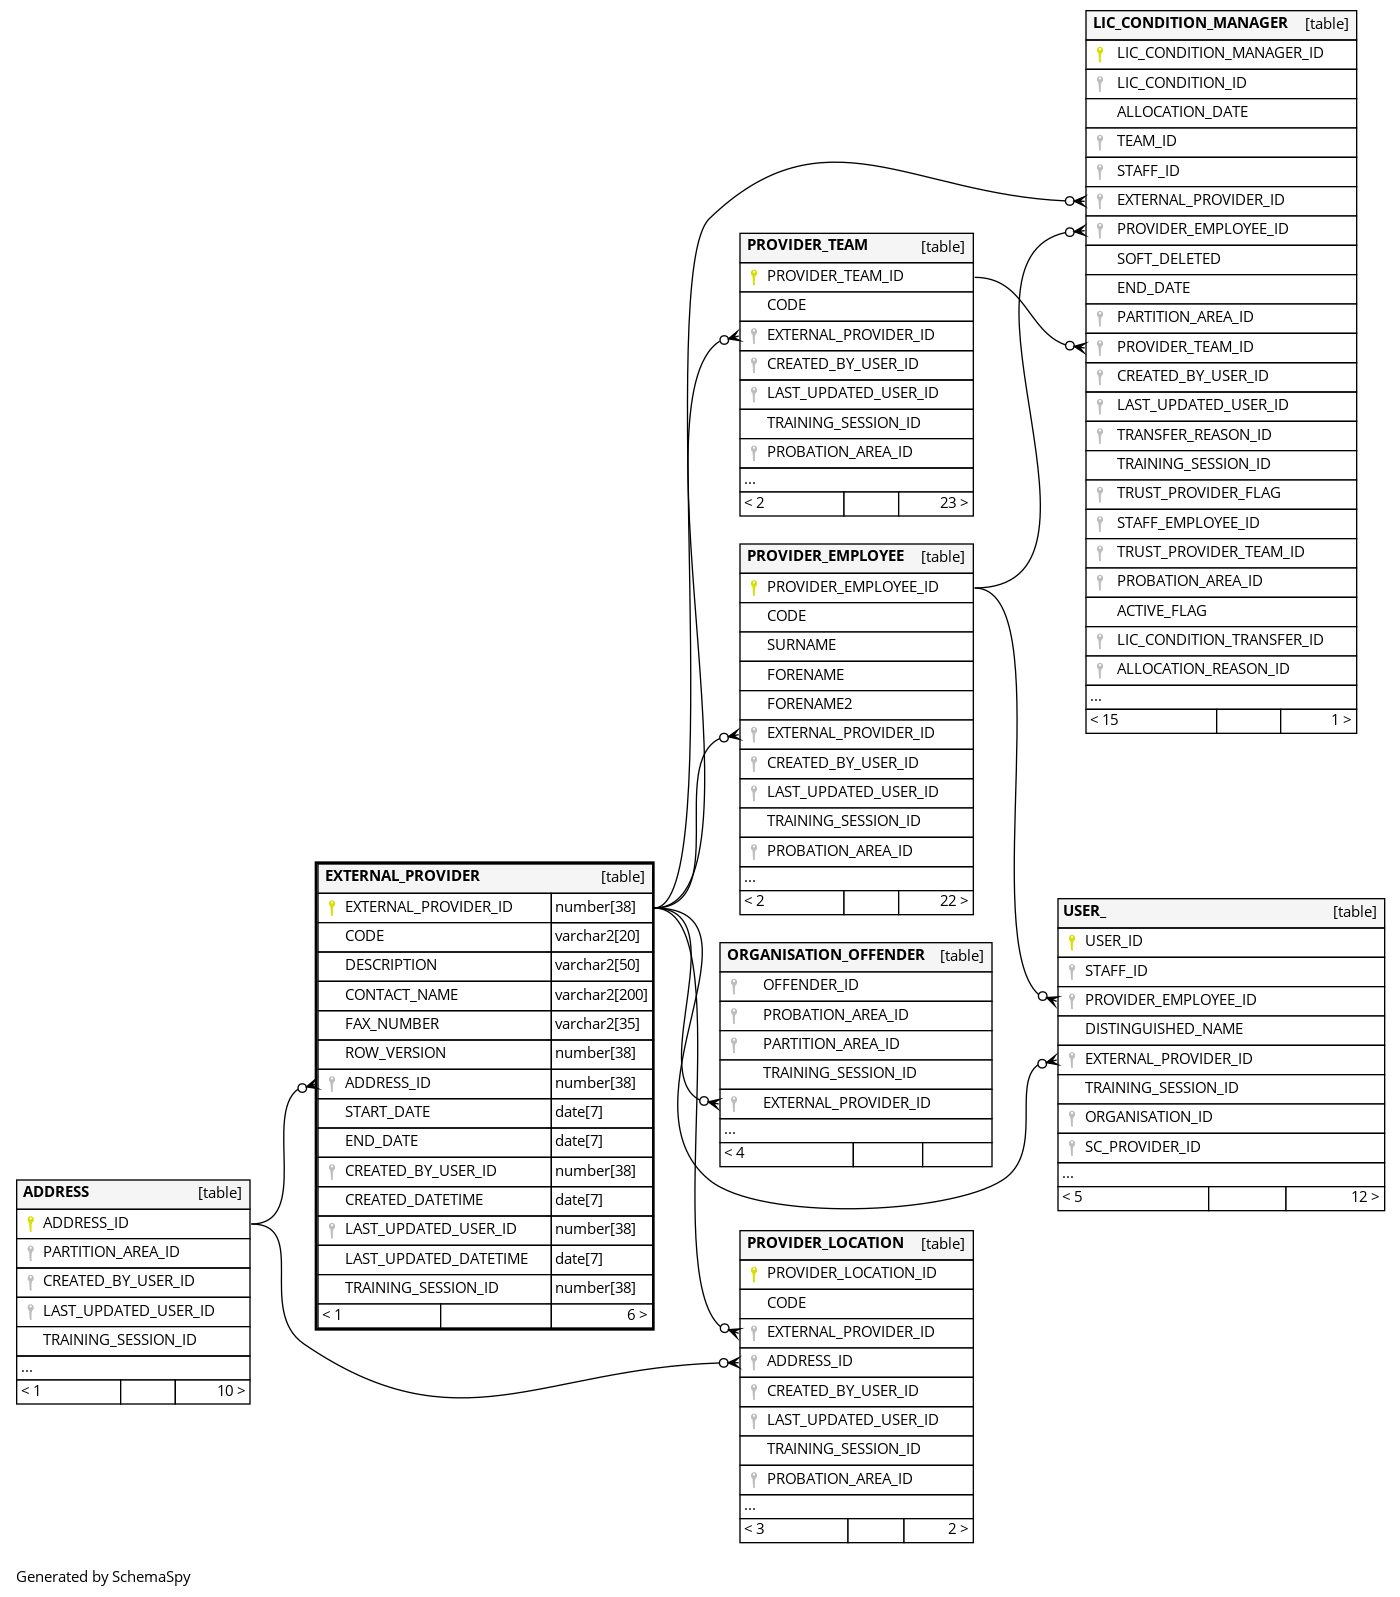 LIC_CONDITION_MANAGER [table]
LIC_CONDITION_MANAGER_ID
LIC_CONDITION_ID
ALLOCATION_DATE
TEAM_ID
STAFF_ID
EXTERNAL_PROVIDER_ID
PROVIDER_EMPLOYEE_ID
SOFT_DELETED
END_DATE
PARTITION_AREA_ID
PROVIDER_TEAM_ID
CREATED_BY_USER_ID
LAST_UPDATED_USER_ID
TRANSFER_REASON_ID
TRAINING_SESSION_ID
TRUST_PROVIDER_FLAG
STAFF_EMPLOYEE_ID
TRUST_PROVIDER_TEAM_ID
PROBATION_AREA_ID
ACTIVE_FLAG
LIC_CONDITION_TRANSFER_ID
ALLOCATION_REASON_ID
...
< 15 1 >
PROVIDER_TEAM [table]
PROVIDER_TEAM_ID
CODE
EXTERNAL_PROVIDER_ID
CREATED_BY_USER_ID
LAST_UPDATED_USER_ID
TRAINING_SESSION_ID
PROBATION_AREA_ID
...
< 2 23 >
PROVIDER_EMPLOYEE [table]
PROVIDER_EMPLOYEE_ID
CODE
SURNAME
FORENAME
FORENAME2
EXTERNAL_PROVIDER_ID
CREATED_BY_USER_ID
LAST_UPDATED_USER_ID
TRAINING_SESSION_ID
PROBATION_AREA_ID
...
< 2 22 >
EXTERNAL_PROVIDER [table]
EXTERNAL_PROVIDER_ID number[38]
CODE varchar2[20]
DESCRIPTION varchar2[50]
CONTACT_NAME varchar2[200]
FAX_NUMBER varchar2[35]
ROW_VERSION number[38]
ADDRESS_ID number[38]
START_DATE date[7]
END_DATE date[7]
CREATED_BY_USER_ID number[38]
CREATED_DATETIME date[7]
LAST_UPDATED_USER_ID number[38]
LAST_UPDATED_DATETIME date[7]
TRAINING_SESSION_ID number[38]
< 1 6 >
USER_ [table]
USER_ID
STAFF_ID
PROVIDER_EMPLOYEE_ID
DISTINGUISHED_NAME
EXTERNAL_PROVIDER_ID
TRAINING_SESSION_ID
ORGANISATION_ID
SC_PROVIDER_ID
...
< 5 12 >
ORGANISATION_OFFENDER [table]
OFFENDER_ID
PROBATION_AREA_ID
PARTITION_AREA_ID
TRAINING_SESSION_ID
EXTERNAL_PROVIDER_ID
...
< 4
ADDRESS [table]
ADDRESS_ID
PARTITION_AREA_ID
CREATED_BY_USER_ID
LAST_UPDATED_USER_ID
TRAINING_SESSION_ID
...
< 1 10 >
PROVIDER_LOCATION [table]
PROVIDER_LOCATION_ID
CODE
EXTERNAL_PROVIDER_ID
ADDRESS_ID
CREATED_BY_USER_ID
LAST_UPDATED_USER_ID
TRAINING_SESSION_ID
PROBATION_AREA_ID
...
< 3 2 >
Generated by SchemaSpy